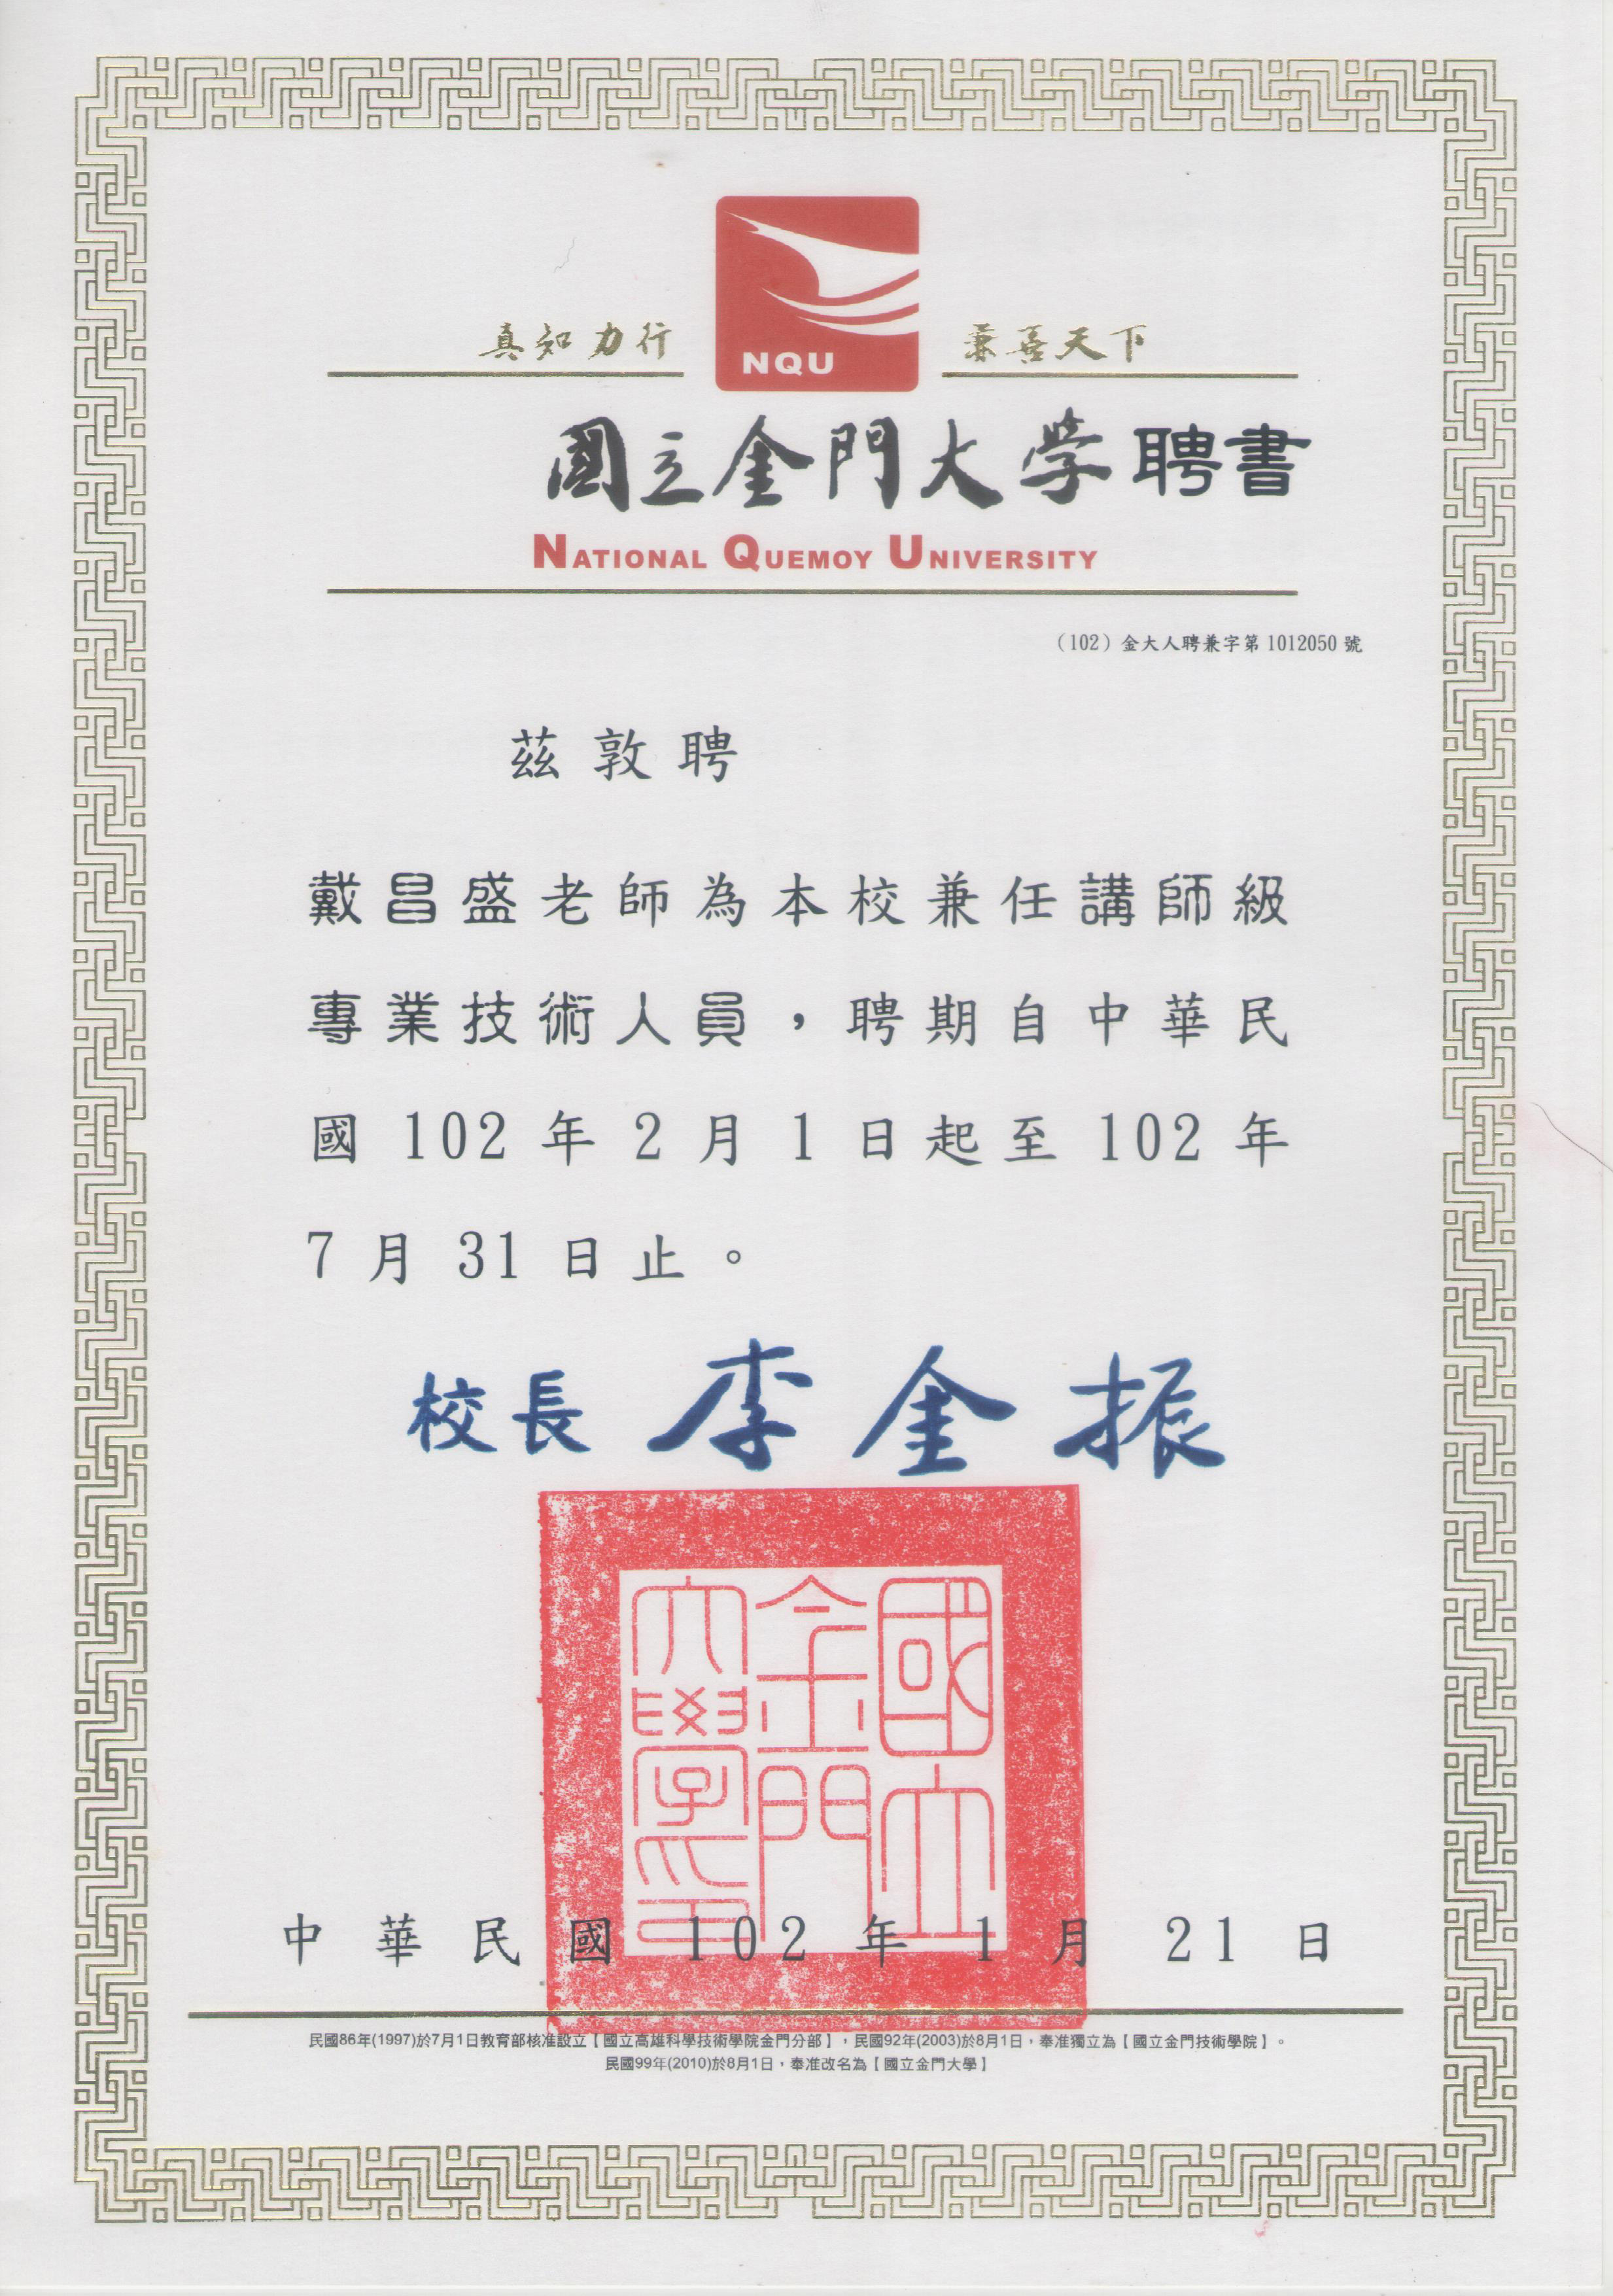 真知力行
兼善天下
NQU
國立金門大學聘書
NATIONAL QUEMOY UNIVERSITY
(102)金大人聘兼字第1012050號
茲敦聘
戴昌盛老師為本校兼任講師級
專業技術人員，聘期自中華民
國 102 年 2 月 1 日起至 102 年
7 月 31 日止。
校長 李金振
國立
金門
大學印
中華民國 102 年 1 月 21 日
民國86年(1997)於7月1日教育部核准設立【國立高雄科學技術學院金門分部】，民國92年(2003)於8月1日，奉准獨立為【國立金門技術學院】。
民國99年(2010)於8月1日，奉准改名為【國立金門大學】